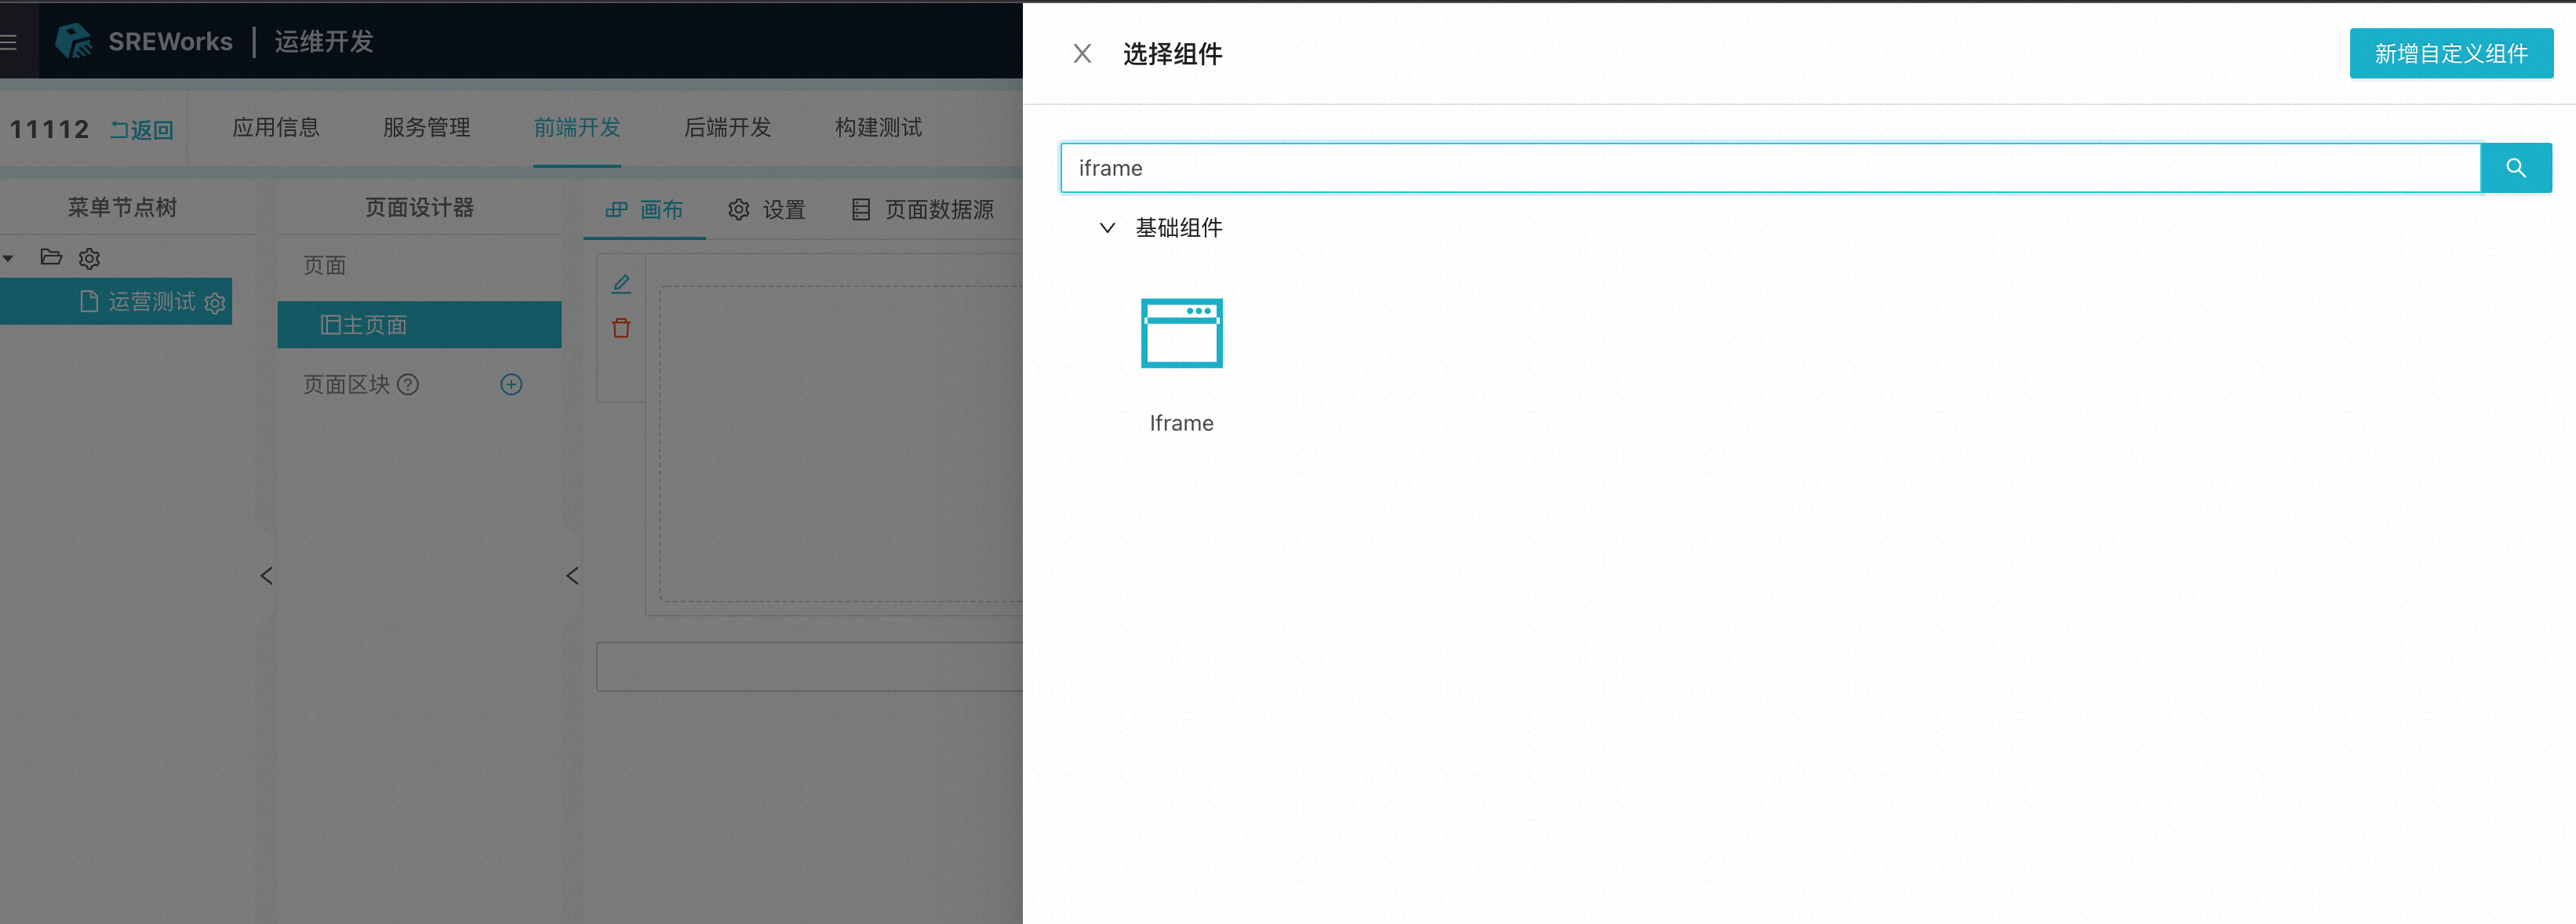 SREWorks | 运维开发
11112 返回 应用信息 服务管理 前端开发 后端开发 构建测试
菜单节点树
运营测试
页面设计器
页面
主页面
页面区块
画布 设置 页面数据源
选择组件
新增自定义组件
iframe
基础组件
Iframe